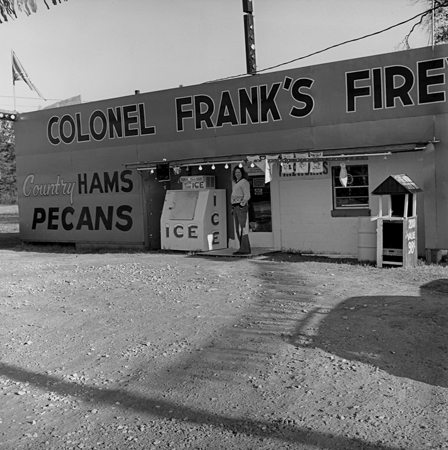 COLONEL FRANK'S FIRE
Country HAMS
PECANS
ICE
ICE
ICE